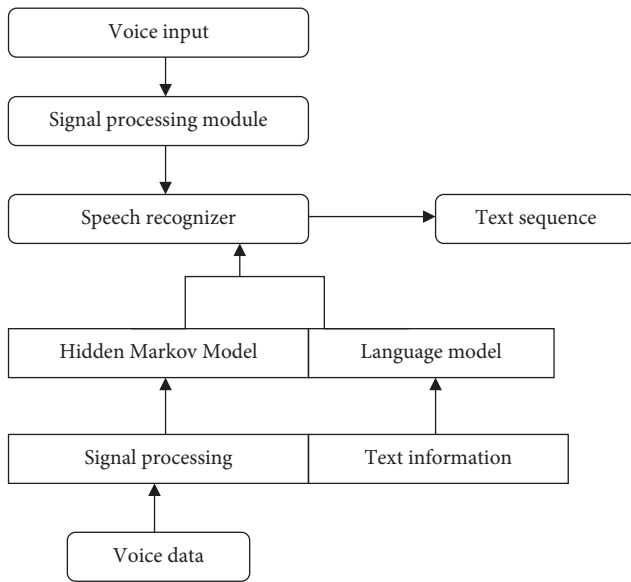 Voice input
Signal processing module
Speech recognizer
Text sequence
Hidden Markov Model
Language model
Signal processing
Text information
Voice data